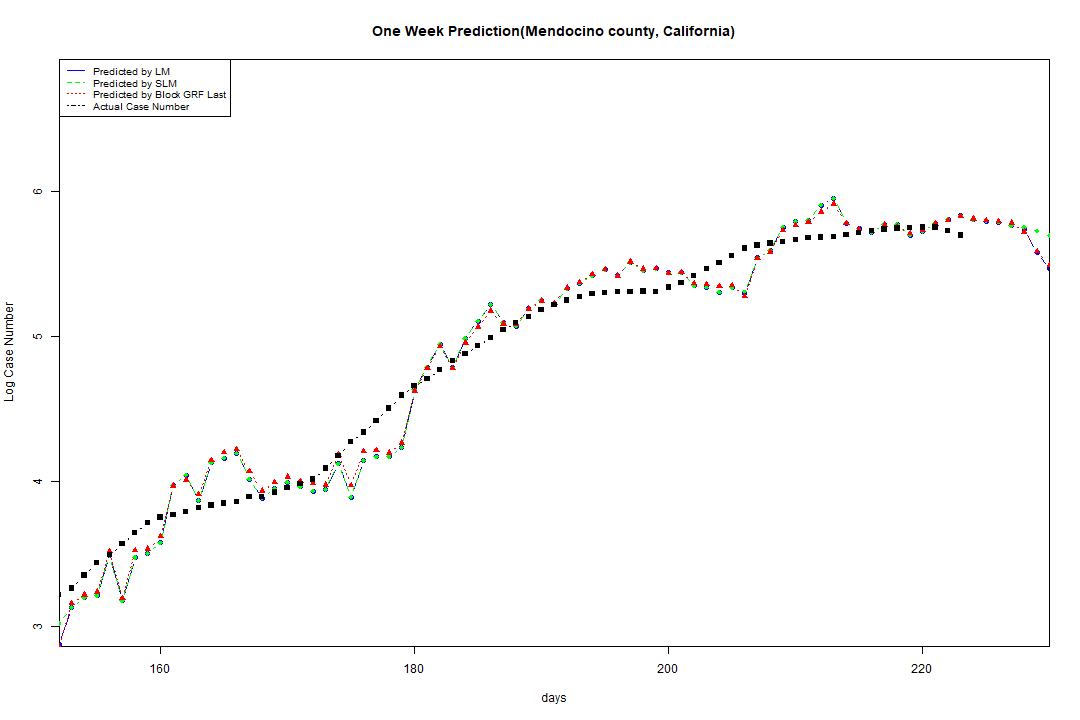 One Week Prediction(Mendocino county, California)
Predicted by LM
Predicted by SLM
Predicted by Block GRF Last
Actual Case Number
6
5
4
3
Log Case Number
160
180
200
220
days